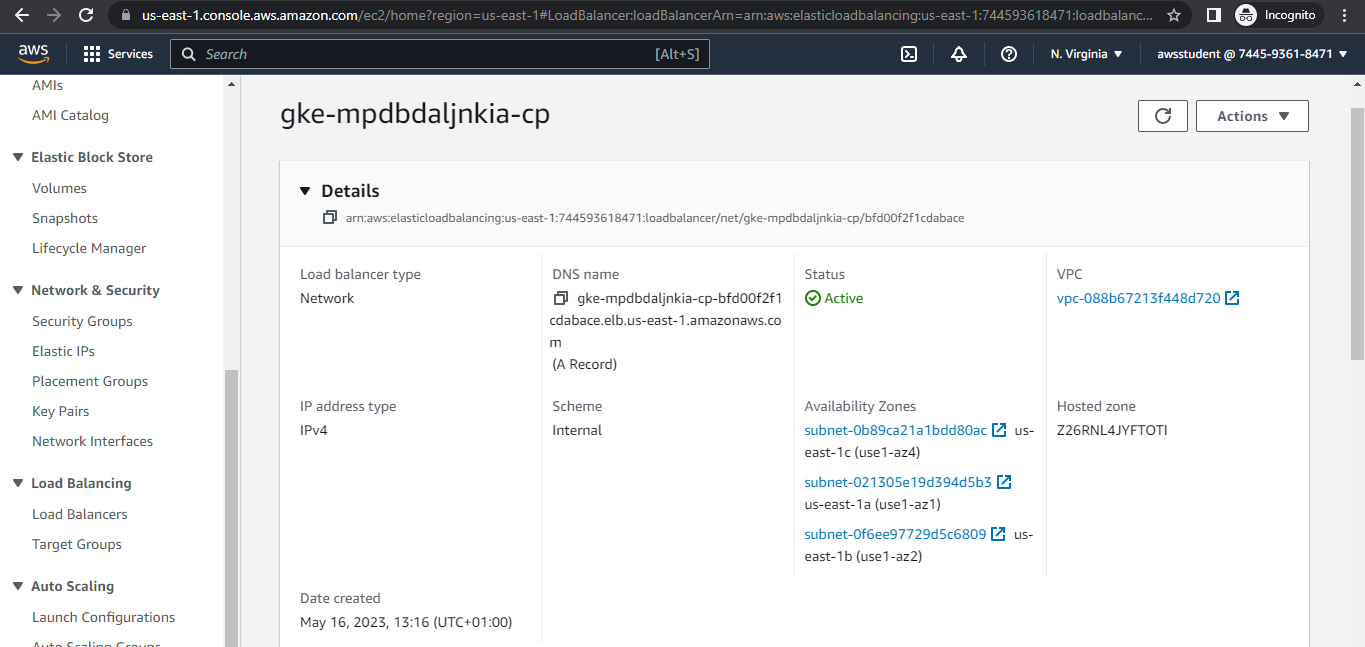 us-east-1.console.aws.amazon.com/ec2/home?region=us-east-1#LoadBalancer:loadBalancerArn=arn:aws:elasticloadbalancing:us-east-1:744593618471:loadbalanc...
Incognito
aws
Services
Search
[Alt+S]
N. Virginia
awsstudent @ 7445-9361-8471
AMIs
AMI Catalog
Elastic Block Store
Volumes
Snapshots
Lifecycle Manager
Network & Security
Security Groups
Elastic IPs
Placement Groups
Key Pairs
Network Interfaces
Load Balancing
Load Balancers
Target Groups
Auto Scaling
Launch Configurations
Auto Scaling Groups
gke-mpdbdaljnkia-cp
Actions
Details
arn:aws:elasticloadbalancing:us-east-1:744593618471:loadbalancer/net/gke-mpdbdaljnkia-cp/bfd00f2f1cdabace
Load balancer type
Network
DNS name
gke-mpdbdaljnkia-cp-bfd00f2f1
cdabace.elb.us-east-1.amazonaws.co
m
(A Record)
Status
Active
VPC
vpc-088b67213f448d720
IP address type
IPv4
Scheme
Internal
Availability Zones
subnet-0b89ca21a1bdd80ac us-
east-1c (use1-az4)
subnet-021305e19d394d5b3
us-east-1a (use1-az1)
subnet-0f6ee97729d5c6809 us-
east-1b (use1-az2)
Hosted zone
Z26RNL4JYFTOTI
Date created
May 16, 2023, 13:16 (UTC+01:00)